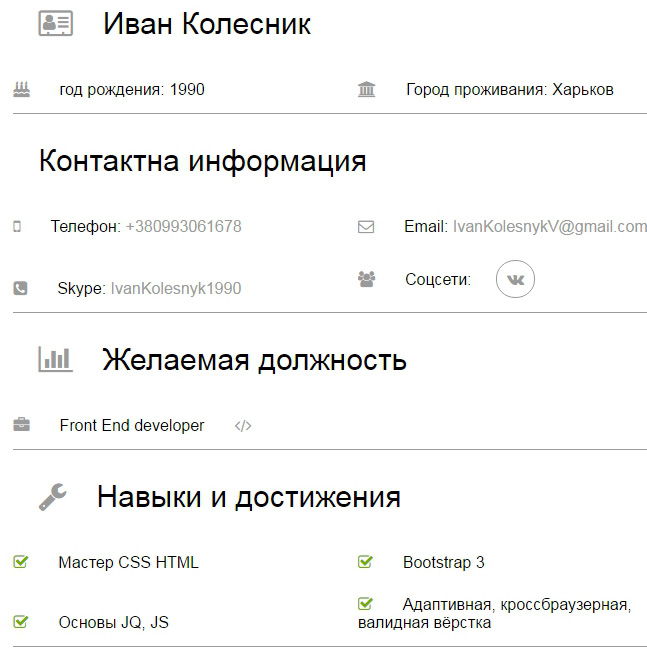 Иван Колесник
год рождения: 1990
Город проживания: Харьков
Контактна информация
Телефон: +380993061678
Email: IvanKolesnykV@gmail.com
Skype: IvanKolesnyk1990
Соцсети:
Желаемая должность
Front End developer </>
Навыки и достижения
Мастер CSS HTML
Bootstrap 3
Основы JQ, JS
Адаптивная, кроссбраузерная,
валидная вёрстка